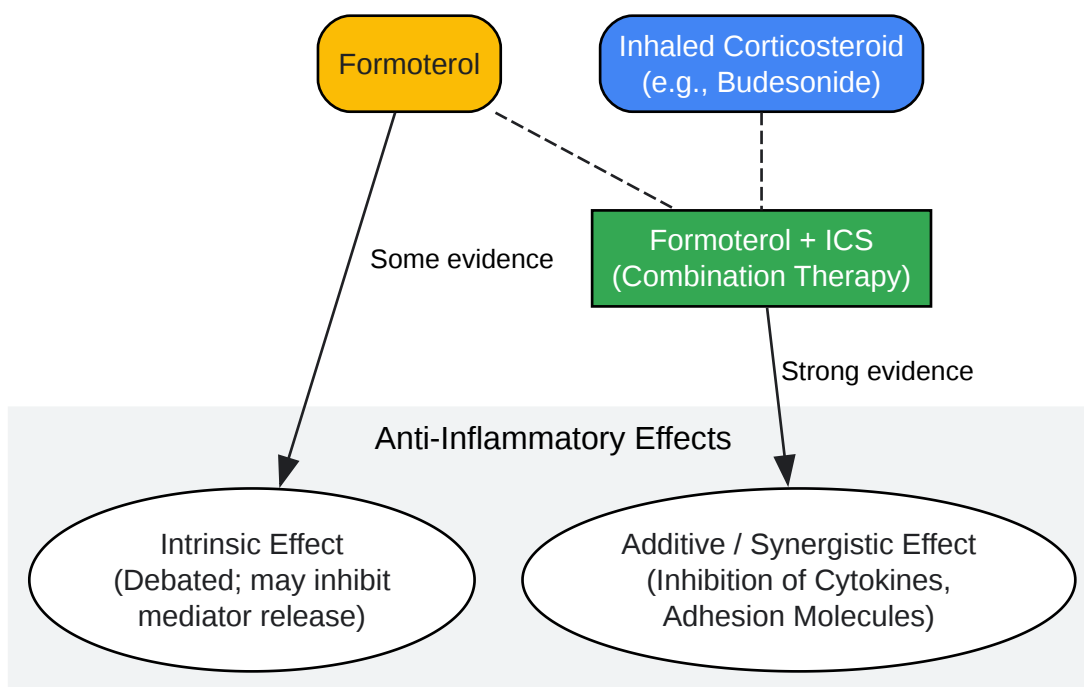 Formoterol
Inhaled Corticosteroid
(e.g., Budesonide)
Formoterol + ICS
(Combination Therapy)
Some evidence
Strong evidence
Anti-Inflammatory Effects
Intrinsic Effect
(Debated; may inhibit
mediator release)
Additive / Synergistic Effect
(Inhibition of Cytokines,
Adhesion Molecules)